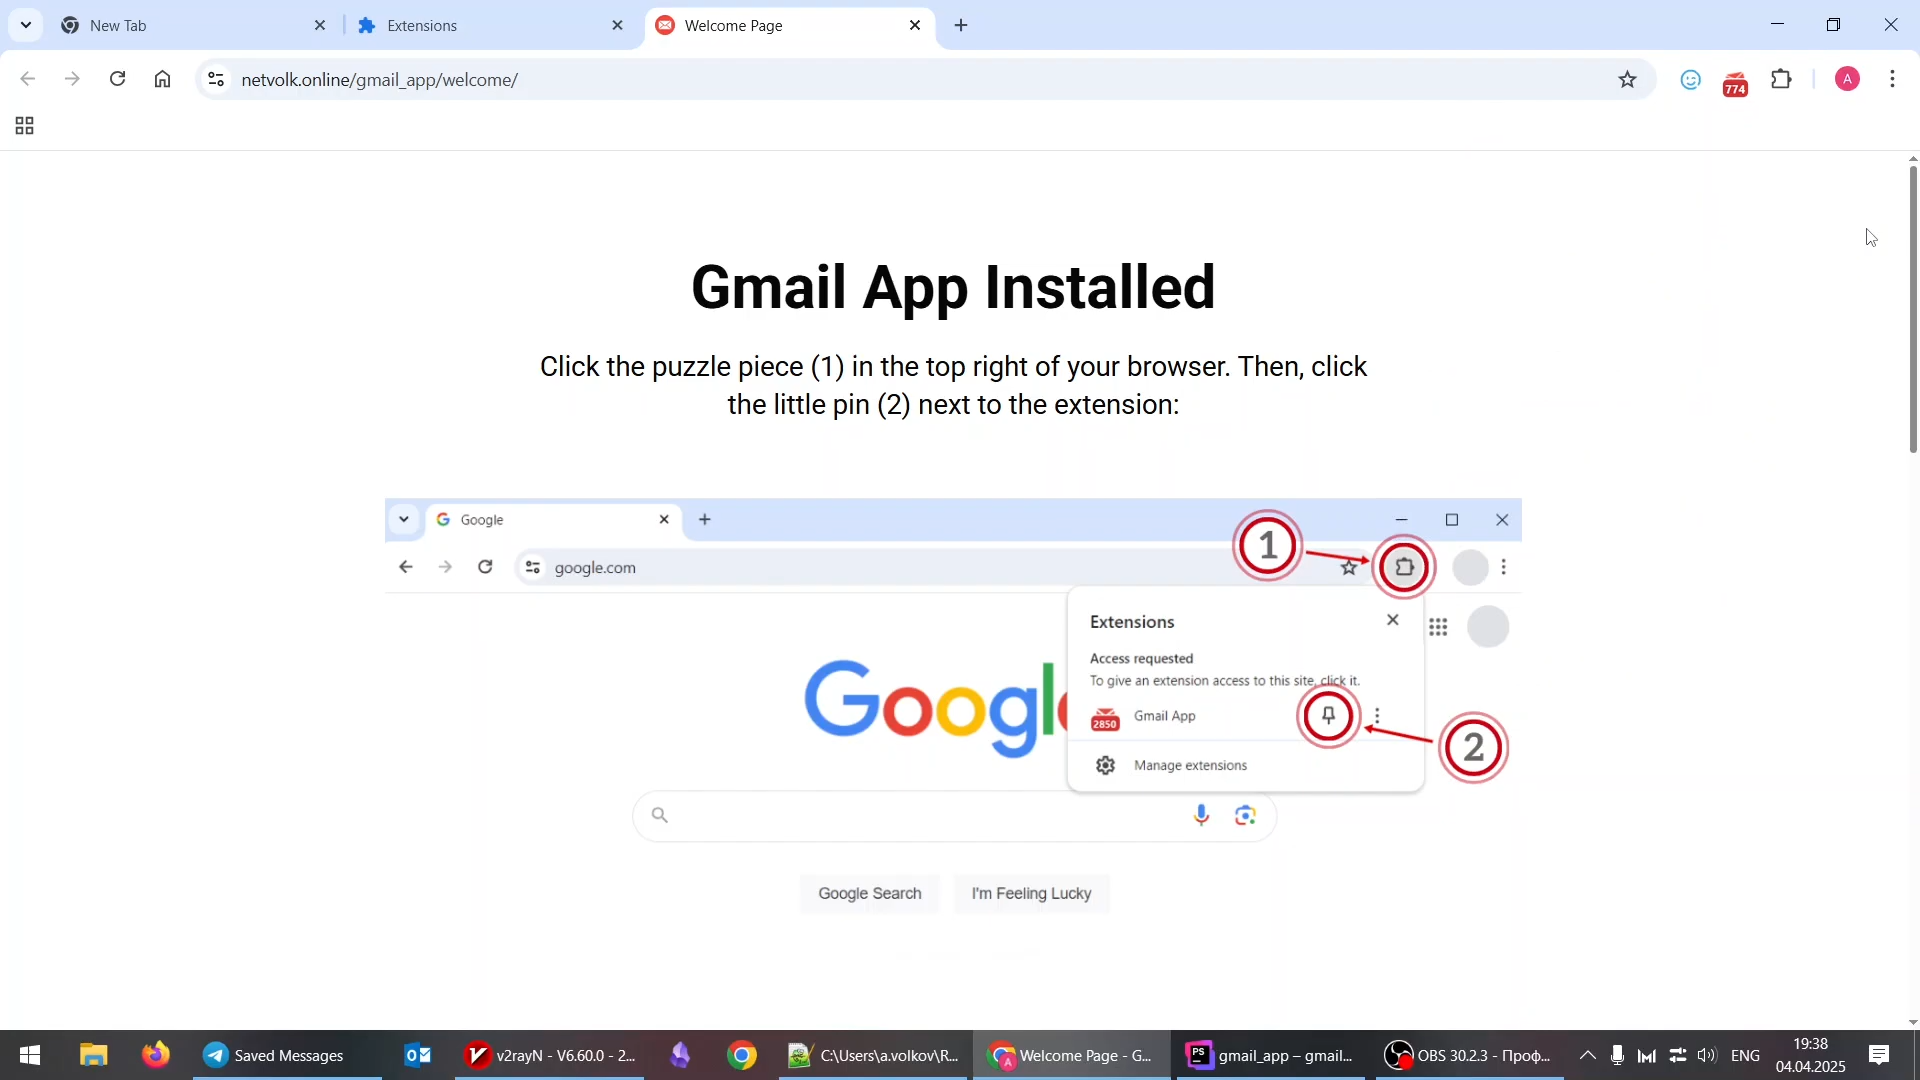 New Tab
Extensions
Welcome Page
netvolk.online/gmail_app/welcome/
774
A
Gmail App Installed
Click the puzzle piece (1) in the top right of your browser. Then, click
the little pin (2) next to the extension:
Google
1
google.com
Extensions
Access requested
To give an extension access to this site, click it.
Google
2850
Gmail App
2
Manage extensions
Google Search
I'm Feeling Lucky
Saved Messages
v2rayN - V6.60.0 - 2...
C:\Users\a.volkov\R...
Welcome Page - G...
PS
gmail_app – gmail...
OBS 30.2.3 - Проф...
ENG
19:38
04.04.2025